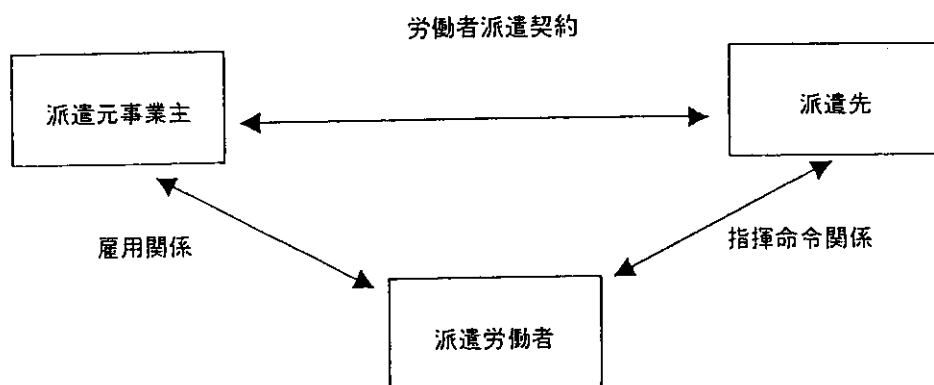 労働者派遣契約
派遣元事業主
派遣先
雇用関係
指揮命令関係
派遣労働者